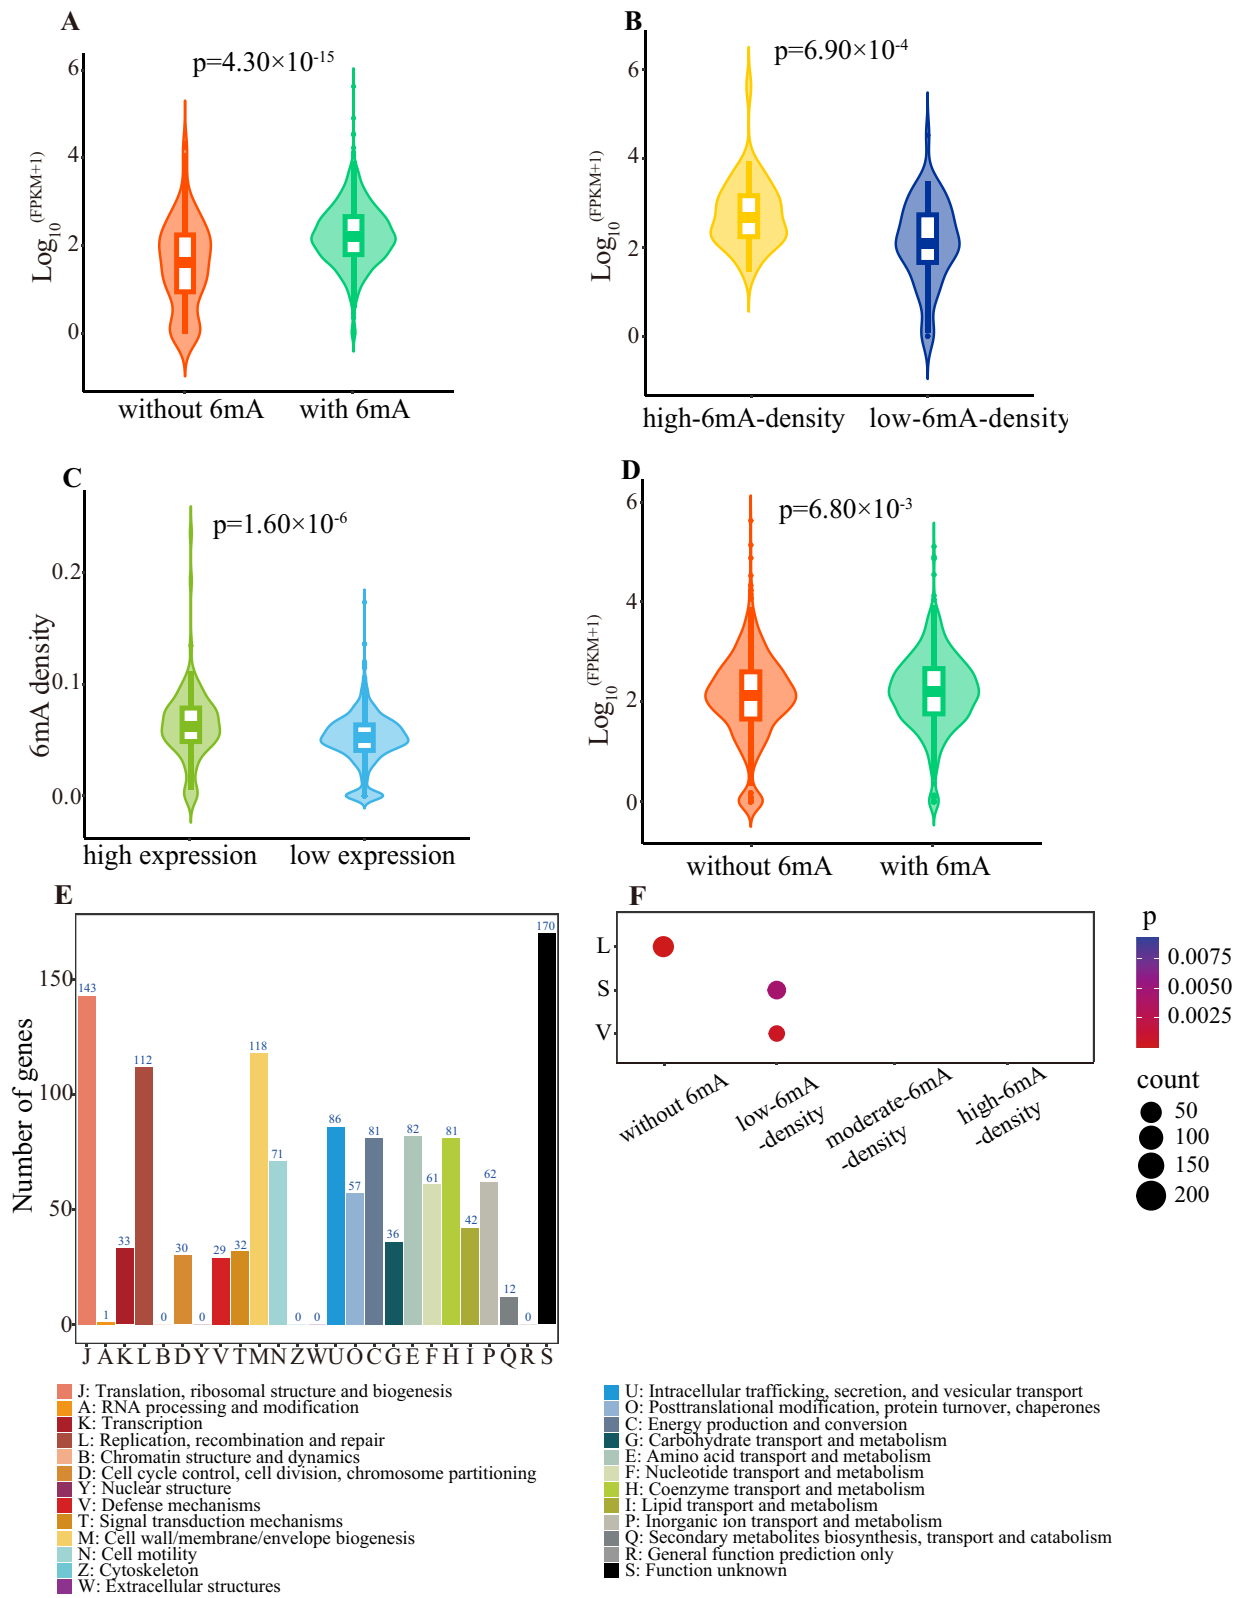 A
p=4.30×10-15
6
4
2
0
Log10(FPKM+1)
without 6mA
with 6mA
B
p=6.90×10-4
6
4
2
0
Log10(FPKM+1)
high-6mA-density
low-6mA-density
C
p=1.60×10-6
0.2
0.1
0.0
6mA density
high expression
low expression
D
p=6.80×10-3
6
4
2
0
Log10(FPKM+1)
without 6mA
with 6mA
E
Number of genes
150
100
50
0
143
1
33
112
0
30
0
29
32
118
71
0
0
86
57
81
36
82
61
81
42
62
12
0
170
J A K L B D Y V T M N Z W U O C G E F H I P Q R S
F
L
S
V
without 6mA
low-6mA
-density
moderate-6mA
-density
high-6mA
-density
p
0.0075
0.0050
0.0025
count
50
100
150
200
J: Translation, ribosomal structure and biogenesis
A: RNA processing and modification
K: Transcription
L: Replication, recombination and repair
B: Chromatin structure and dynamics
D: Cell cycle control, cell division, chromosome partitioning
Y: Nuclear structure
V: Defense mechanisms
T: Signal transduction mechanisms
M: Cell wall/membrane/envelope biogenesis
N: Cell motility
Z: Cytoskeleton
W: Extracellular structures
U: Intracellular trafficking, secretion, and vesicular transport
O: Posttranslational modification, protein turnover, chaperones
C: Energy production and conversion
G: Carbohydrate transport and metabolism
E: Amino acid transport and metabolism
F: Nucleotide transport and metabolism
H: Coenzyme transport and metabolism
I: Lipid transport and metabolism
P: Inorganic ion transport and metabolism
Q: Secondary metabolites biosynthesis, transport and catabolism
R: General function prediction only
S: Function unknown